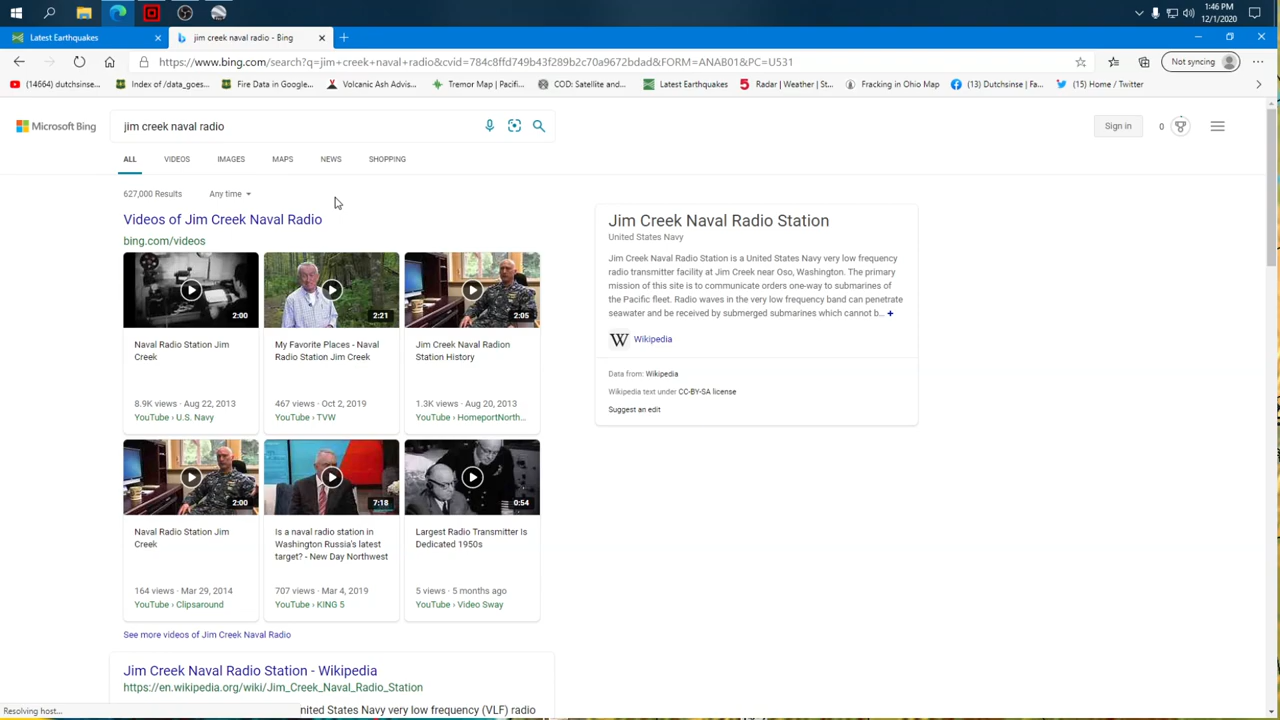 1:46 PM
12/1/2020
Latest Earthquakes
jim creek naval radio - Bing
https://www.bing.com/search?q=jim+creek+naval+radio&cvid=784c8ffd749b43f289b2c70a9672bdad&FORM=ANAB01&PC=U531
Not syncing
(14664) dutchsinse...
Index of /data_goes...
Fire Data in Google...
Volcanic Ash Advis...
Tremor Map | Pacifi...
COD: Satellite and...
Latest Earthquakes
Radar | Weather | St...
Fracking in Ohio Map
(13) Dutchsinse | Fa...
(15) Home / Twitter
Microsoft Bing
jim creek naval radio
Sign in
0
ALL
VIDEOS
IMAGES
MAPS
NEWS
SHOPPING
627,000 Results
Any time
Videos of Jim Creek Naval Radio
bing.com/videos
2:00
2:21
2:05
Naval Radio Station Jim
Creek
8.9K views · Aug 22, 2013
YouTube › U.S. Navy
My Favorite Places - Naval
Radio Station Jim Creek
467 views · Oct 2, 2019
YouTube › TVW
Jim Creek Naval Radion
Station History
1.3K views · Aug 20, 2013
YouTube › HomeportNorth...
2:00
7:18
0:54
Naval Radio Station Jim
Creek
164 views · Mar 29, 2014
YouTube › Clipsaround
Is a naval radio station in
Washington Russia's latest
target? - New Day Northwest
707 views · Mar 4, 2019
YouTube › KING 5
Largest Radio Transmitter Is
Dedicated 1950s
5 views · 5 months ago
YouTube › Video Sway
See more videos of Jim Creek Naval Radio
Jim Creek Naval Radio Station - Wikipedia
https://en.wikipedia.org/wiki/Jim_Creek_Naval_Radio_Station
nited States Navy very low frequency (VLF) radio
Resolving host...
Jim Creek Naval Radio Station
United States Navy
Jim Creek Naval Radio Station is a United States Navy very low frequency
radio transmitter facility at Jim Creek near Oso, Washington. The primary
mission of this site is to communicate orders one-way to submarines of
the Pacific fleet. Radio waves in the very low frequency band can penetrate
seawater and be received by submerged submarines which cannot b... +
Wikipedia
Data from: Wikipedia
Wikipedia text under CC-BY-SA license
Suggest an edit